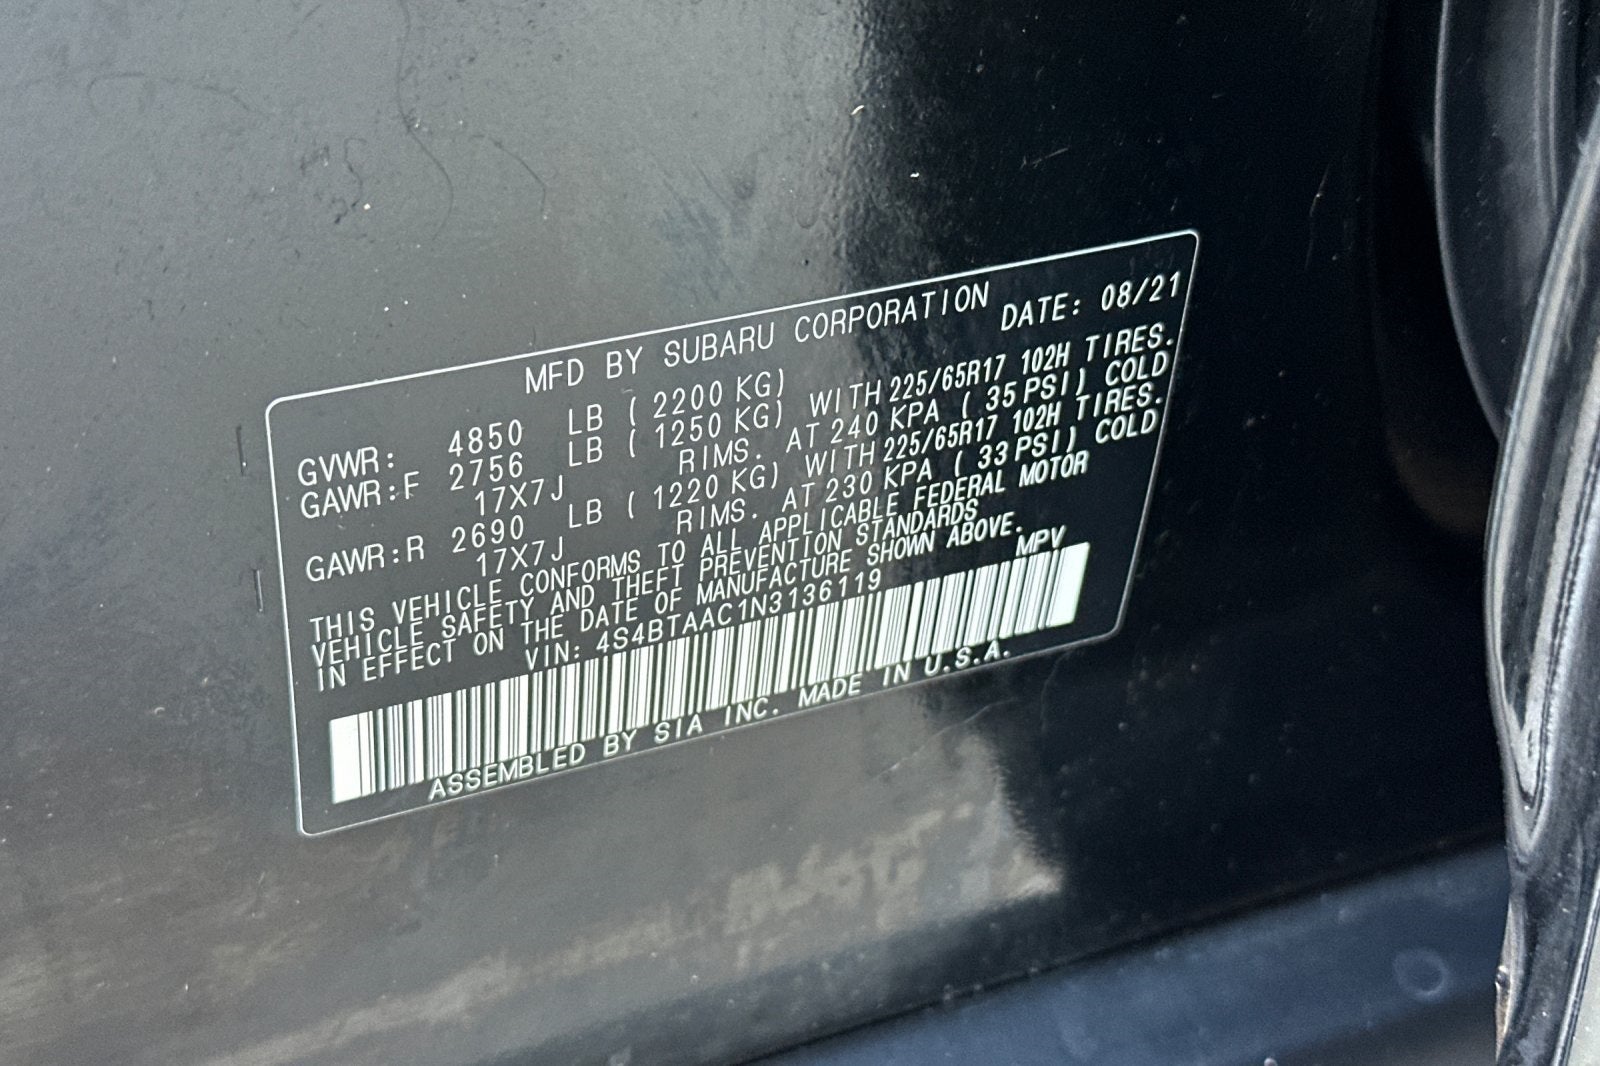 MFD BY SUBARU CORPORATION
DATE: 08/21
GVWR: 4850 LB ( 2200 KG)
GAWR:F 2756 LB ( 1250 KG) WITH 225/65R17 102H TIRES.
17X7J RIMS. AT 240 KPA ( 35 PSI) COLD
GAWR:R 2690 LB ( 1220 KG) WITH 225/65R17 102H TIRES.
17X7J RIMS. AT 230 KPA ( 33 PSI) COLD
THIS VEHICLE CONFORMS TO ALL APPLICABLE FEDERAL MOTOR
VEHICLE SAFETY AND THEFT PREVENTION STANDARDS
IN EFFECT ON THE DATE OF MANUFACTURE SHOWN ABOVE.
VIN: 4S4BTAAC1N3136119 MPV
ASSEMBLED BY SIA INC. MADE IN U.S.A.